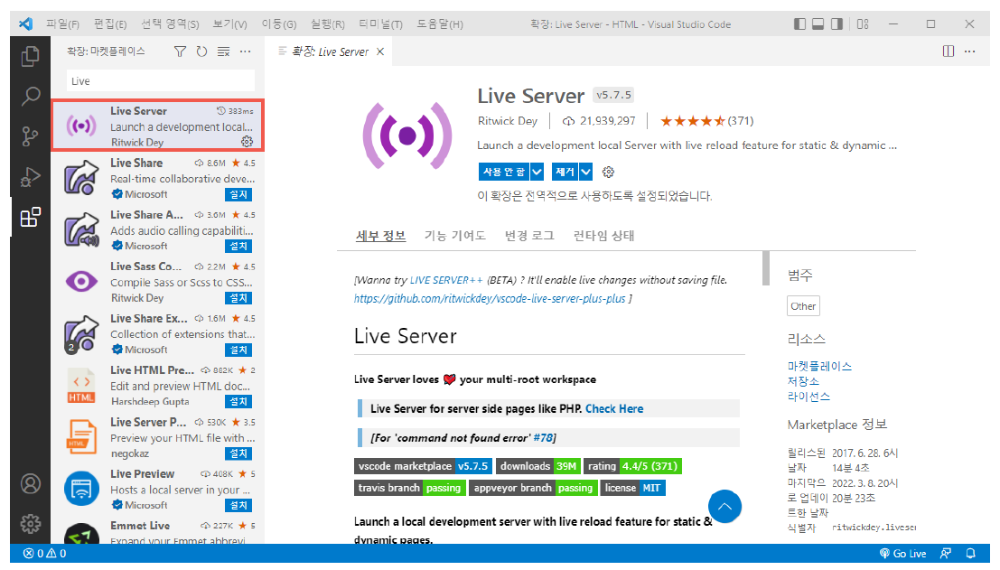 파일(F) 편집(E) 선택 영역(S) 보기(V) 이동(G) 실행(R) 터미널(T) 도움말(H) 확장: Live Server - HTML - Visual Studio Code
확장: 마켓플레이스
Live
Live Server 383ms
Launch a development local...
Ritwick Dey
Live Share 8.6M ★ 4.5
Real-time collaborative deve...
Microsoft 설치
Live Share A... 3.6M ★ 4.5
Adds audio calling capabiliti...
Microsoft 설치
Live Sass Co... 2.2M ★ 4.5
Compile Sass or Scss to CSS...
Ritwick Dey 설치
Live Share Ex... 1.6M ★ 4.5
Collection of extensions that...
2
Microsoft 설치
Live HTML Pre... 882K ★ 2
Edit and preview HTML doc...
HTML
Harshdeep Gupta 설치
Live Server P... 530K ★ 3.5
Preview your HTML file with ...
HTML
negokaz 설치
Live Preview 408K ★ 5
Hosts a local server in your ...
Microsoft 설치
Emmet Live 227K ★ 5
Expand your Emmet abbrevi...
확장: Live Server
Live Server v5.7.5
Ritwick Dey 21,939,297 (371)
Launch a development local Server with live reload feature for static & dynamic ...
사용 안 함 제거
이 확장은 전역적으로 사용하도록 설정되었습니다.
세부 정보 기능 기여도 변경 로그 런타임 상태
[Wanna try LIVE SERVER++ (BETA) ? It'll enable live changes without saving file.
https://github.com/ritwickdey/vscode-live-server-plus-plus ]
Live Server
Live Server loves 💖 your multi-root workspace
Live Server for server side pages like PHP. Check Here
[For 'command not found error' #78]
vscode marketplace v5.7.5 downloads 39M rating 4.4/5 (371)
travis branch passing appveyor branch passing license MIT
Launch a local development server with live reload feature for static &
dynamic pages.
범주
Other
리소스
마켓플레이스
저장소
라이선스
Marketplace 정보
릴리스된 2017. 6. 28. 6시
날짜 14분 4초
마지막으 2022. 3. 8. 20시
로 업데이 20분 23초
트한 날짜
식별자 ritwickdey.liveser
0 0 Go Live